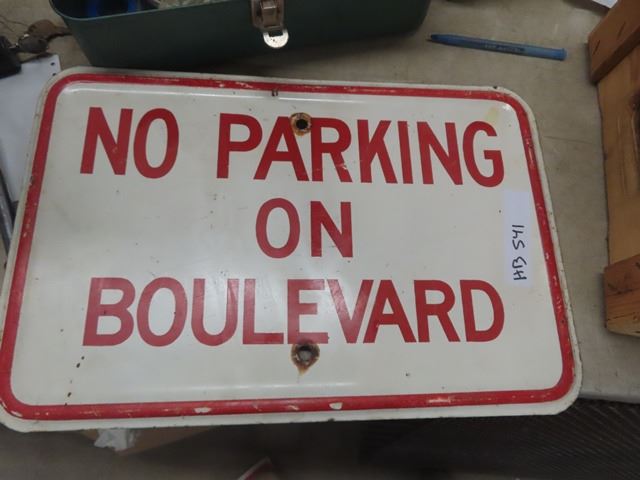 NO PARKING
ON
BOULEVARD
HB 541